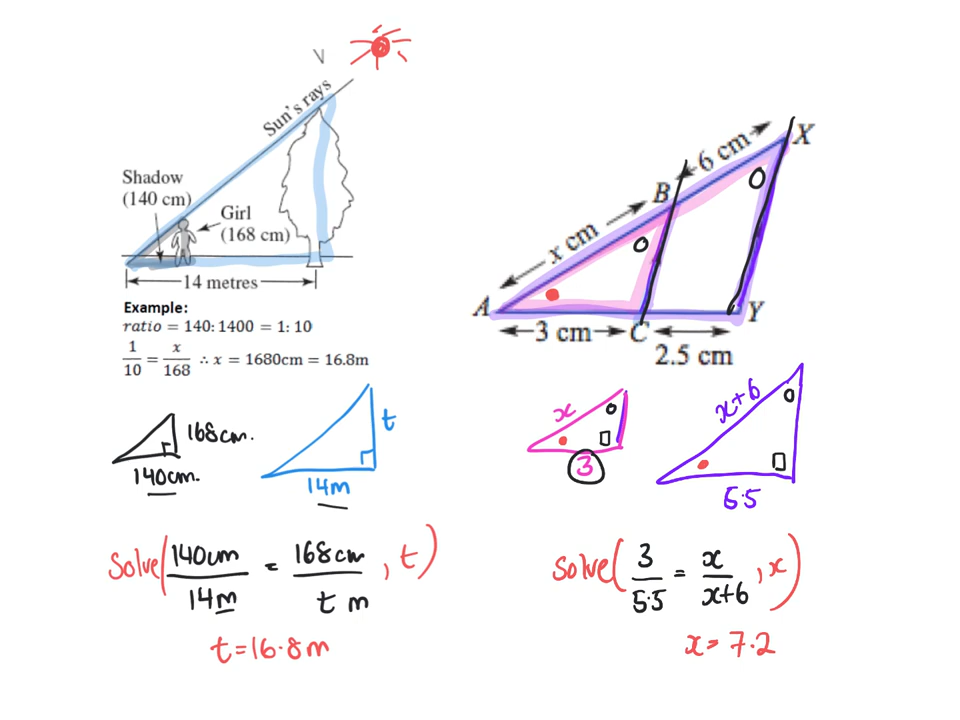 V
Sun's rays
Shadow
(140 cm)
Girl
(168 cm)
14 metres
Example:
ratio = 140: 1400 = 1: 10
1/10 = x/168 ∴ x = 1680cm = 16.8m
168cm.
140cm.
t
14m
Solve(140cm/14m = 168cm/t m, t)
t=16.8m
X
6 cm
B
x cm
A
3 cm
C
Y
2.5 cm
x
3
x+6
5.5
Solve(3/5.5 = x/x+6, x)
x= 7.2